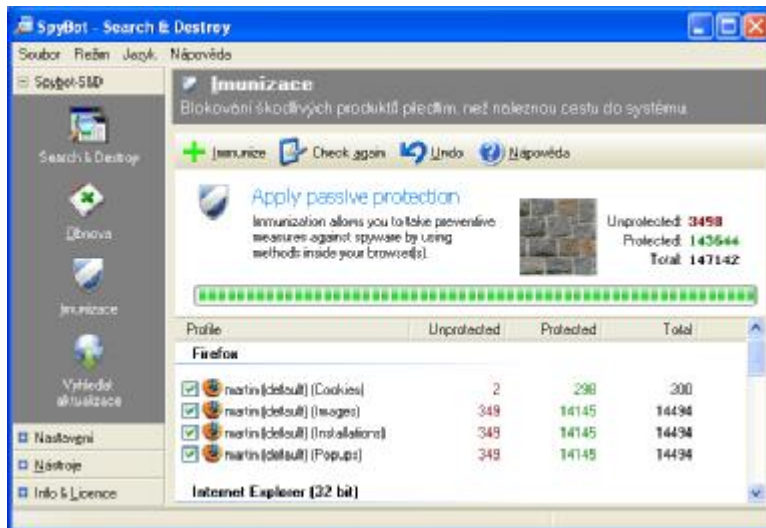 SpyBot - Search & Destroy
Soubor Režim Jazyk Nápověda
Spybot-S&D
Search & Destroy
Obnova
Imunizace
Vyhledat
aktualizace
Nastavení
Nástroje
Info & Licence
Imunizace
Blokování škodlivých produktů předtím, než naleznou cestu do systému
Immunize Check again Undo Nápověda
Apply passive protection
Immunization allows you to take preventive
measures against spyware by using
methods inside your browser(s).
Unprotected: 3498
Protected: 143644
Total: 147142
Profile Unprotected Protected Total
Firefox
martin (default) (Cookies) 2 298 300
martin (default) (Images) 349 14145 14494
martin (default) (Installations) 349 14145 14494
martin (default) (Popups) 349 14145 14494
Internet Explorer (32 bit)